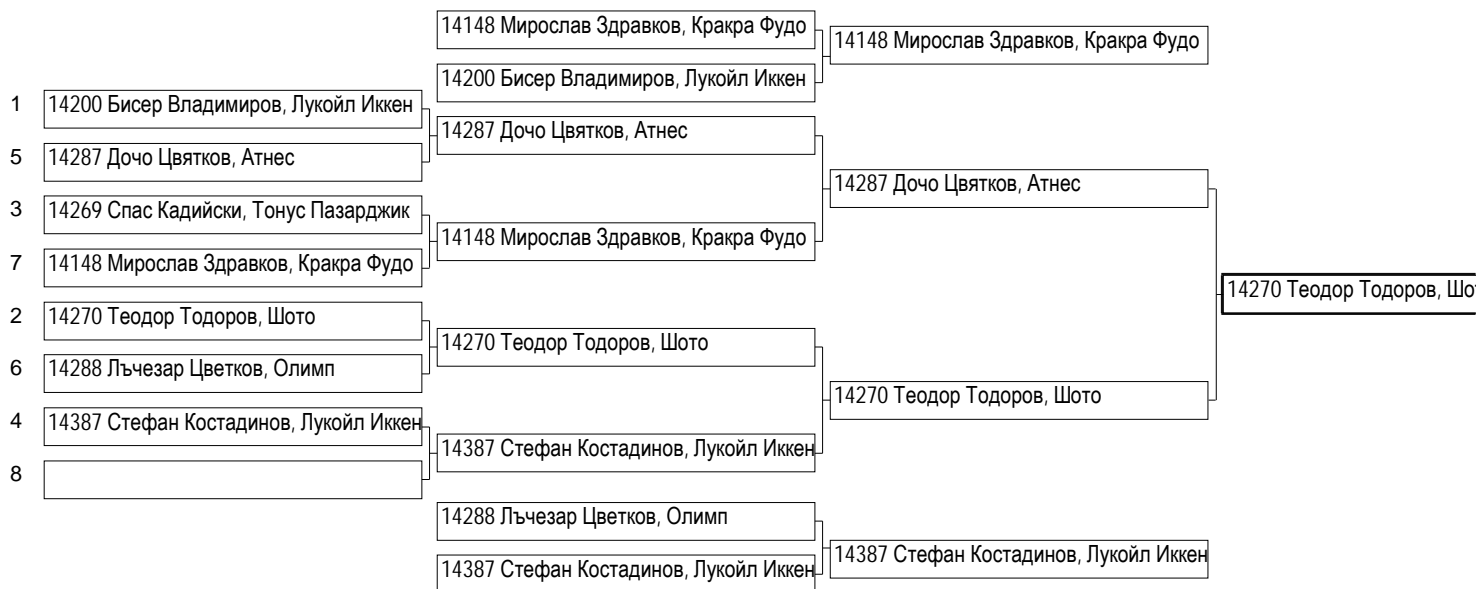 14148 Мирослав Здравков, Кракра Фудо
14148 Мирослав Здравков, Кракра Фудо
14200 Бисер Владимиров, Лукойл Иккен
1 14200 Бисер Владимиров, Лукойл Иккен
14287 Дочо Цвятков, Атнес
5 14287 Дочо Цвятков, Атнес
14287 Дочо Цвятков, Атнес
3 14269 Спас Кадийски, Тонус Пазарджик
14148 Мирослав Здравков, Кракра Фудо
7 14148 Мирослав Здравков, Кракра Фудо
14270 Теодор Тодоров,
2 14270 Теодор Тодоров, Шото
14270 Теодор Тодоров, Шото
6 14288 Лъчезар Цветков, Олимп
14270 Теодор Тодоров, Шото
4 14387 Стефан Костадинов, Лукойл Иккен
14387 Стефан Костадинов, Лукойл Иккен
8
14288 Лъчезар Цветков, Олимп
14387 Стефан Костадинов, Лукойл Иккен
14387 Стефан Костадинов, Лукойл Иккен